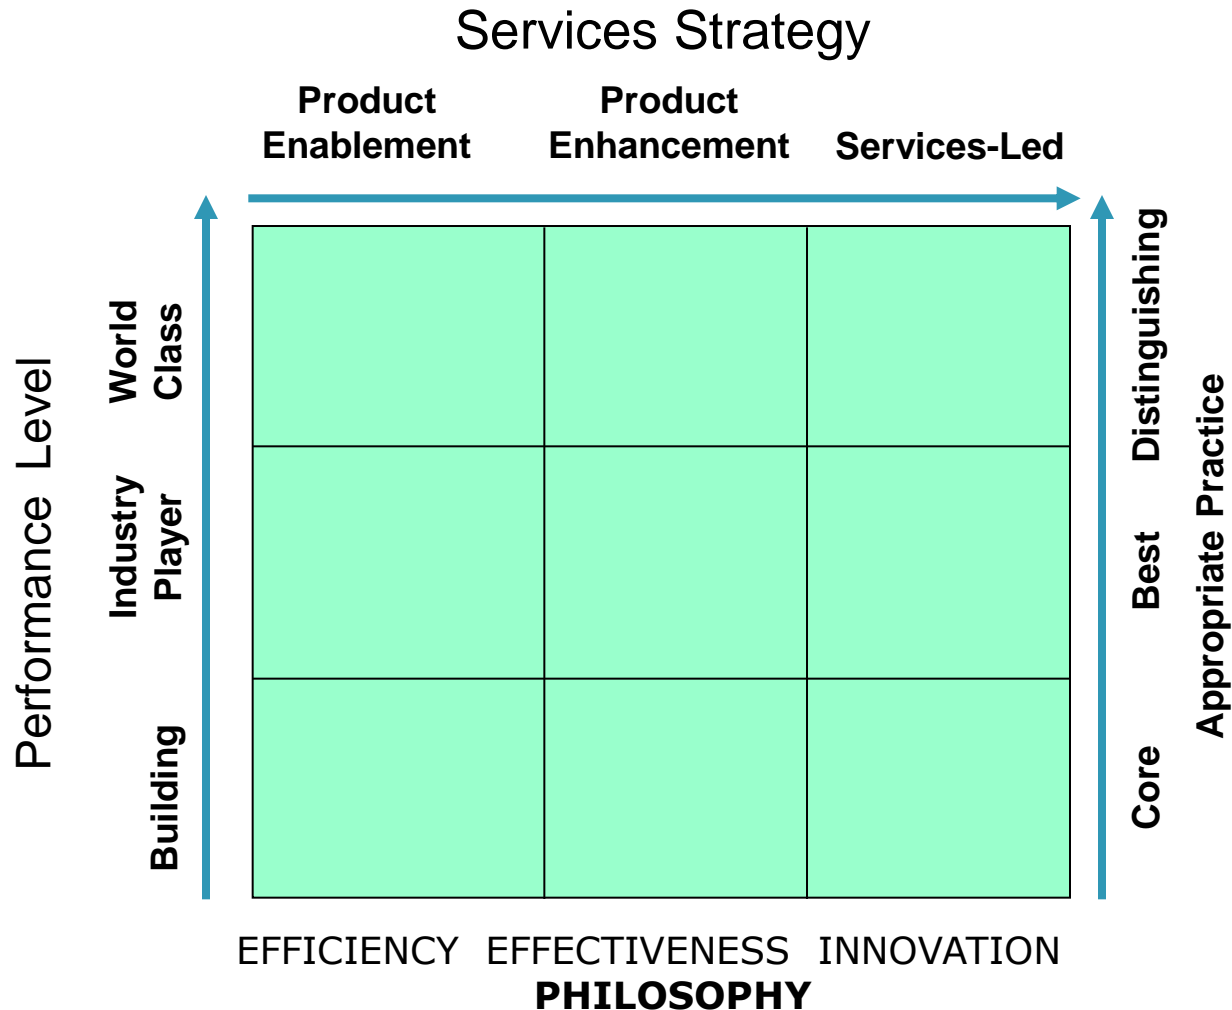 Services Strategy
Product
Enablement
Product
Enhancement
Services-Led
Performance Level
World
Class
Industry
Player
Building
Distinguishing
Best
Core
Appropriate Practice
EFFICIENCY EFFECTIVENESS INNOVATION
PHILOSOPHY